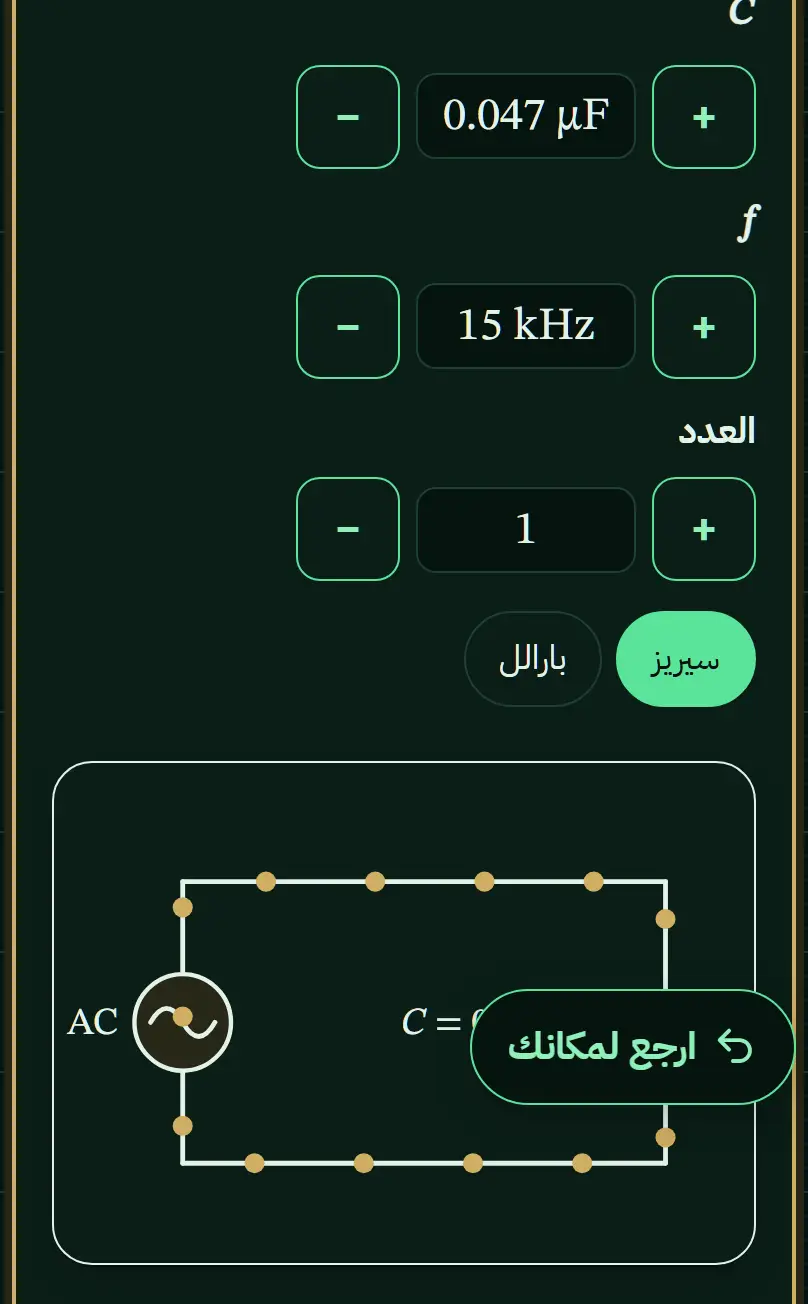 C
− 0.047 μF +
f
− 15 kHz +
العدد
− 1 +
سيريز بارالل
AC
C =
ارجع لمكانك